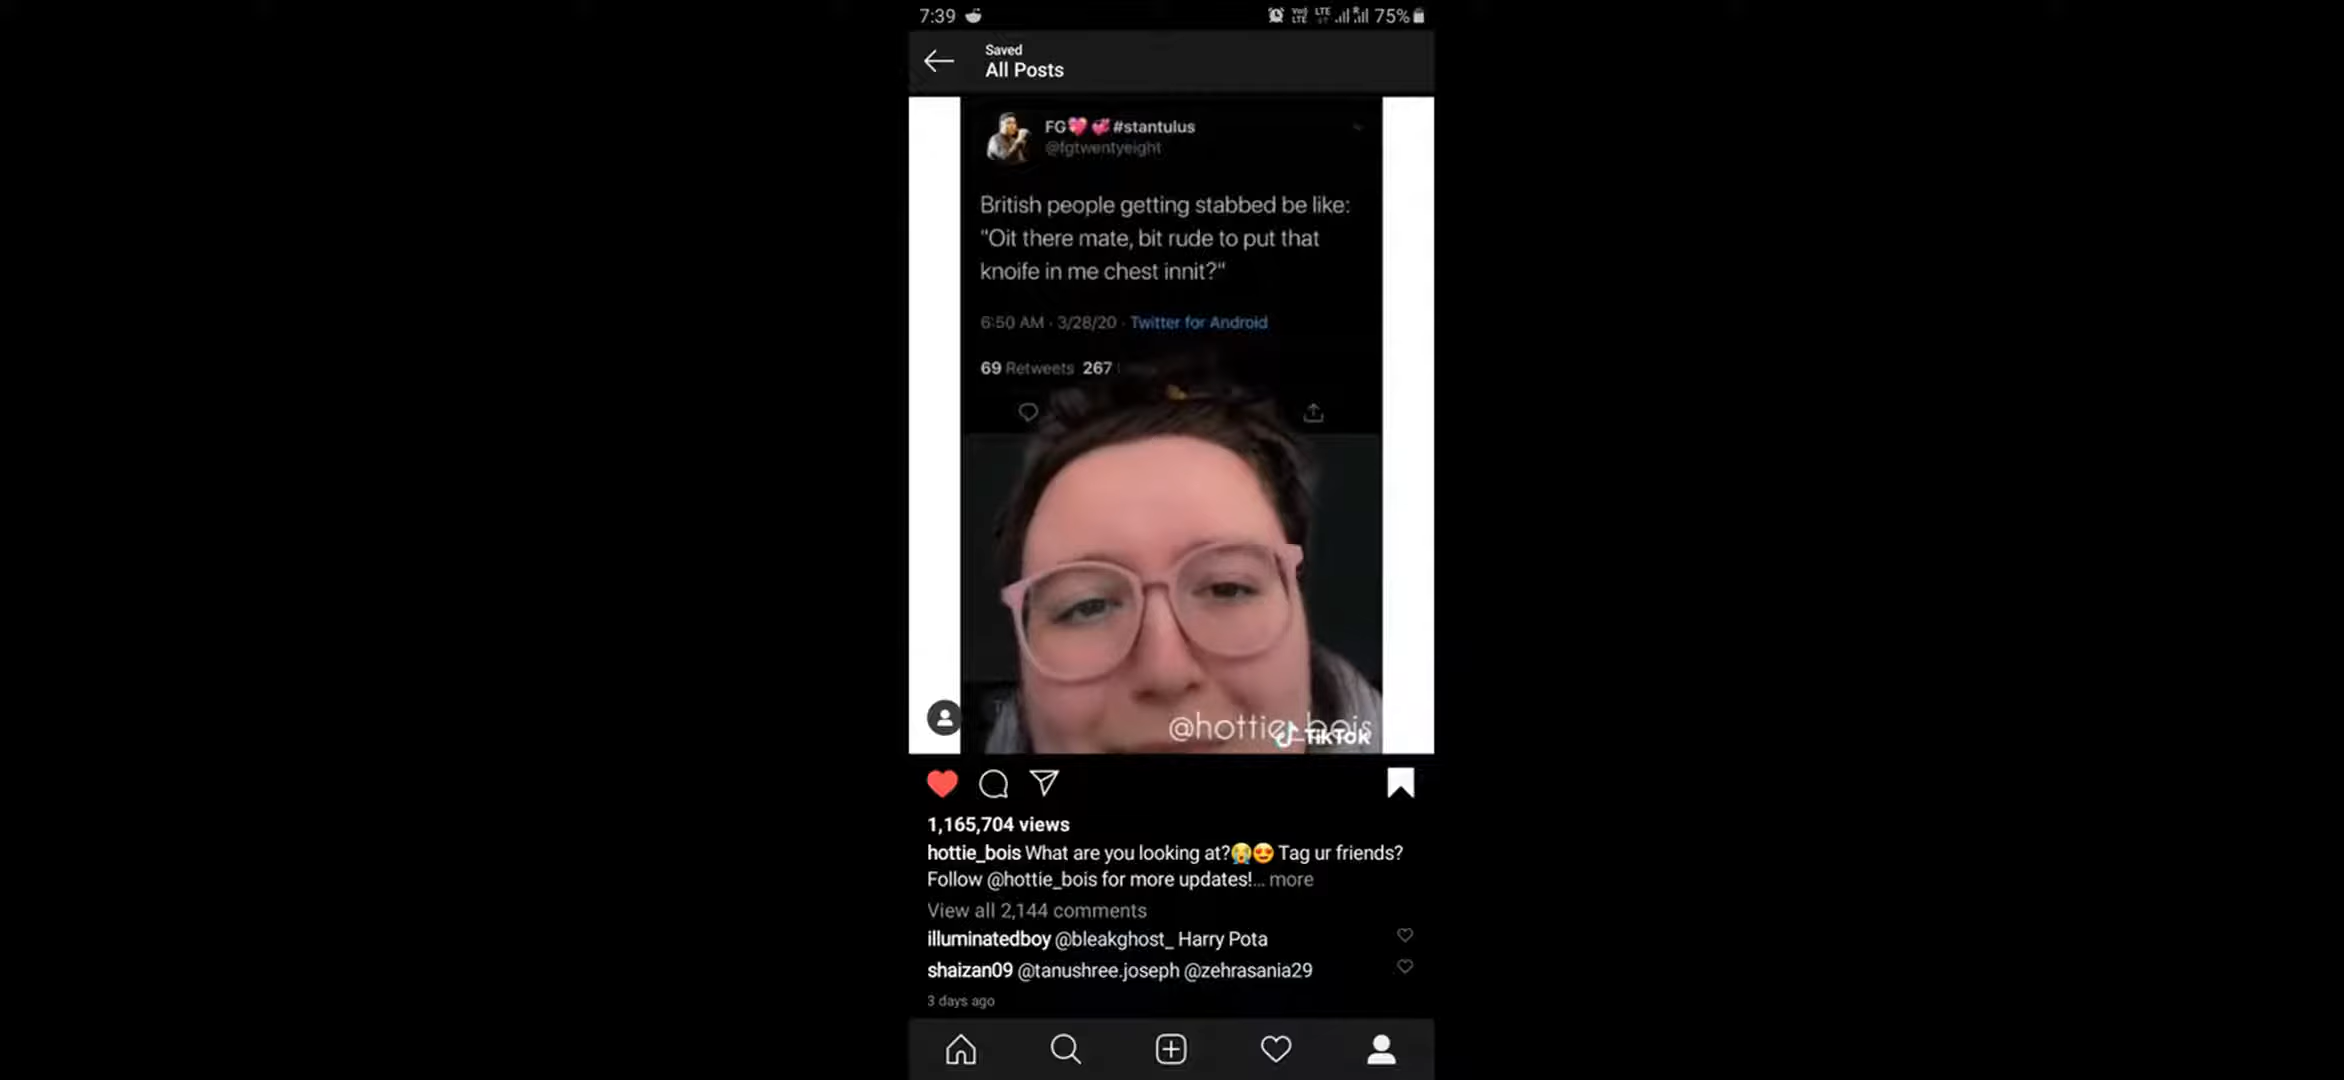 7:39
Vo) LTE LTE 75%
Saved
All Posts
FG💖💞#stantulus
@fgtwentyeight
British people getting stabbed be like:
"Oit there mate, bit rude to put that
knoife in me chest innit?"
6:50 AM · 3/28/20 · Twitter for Android
69 Retweets 267
@hottie_bois
TikTok
1,165,704 views
hottie_bois What are you looking at?😭😍 Tag ur friends?
Follow @hottie_bois for more updates!... more
View all 2,144 comments
illuminatedboy @bleakghost_ Harry Pota
shaizan09 @tanushree.joseph @zehrasania29
3 days ago